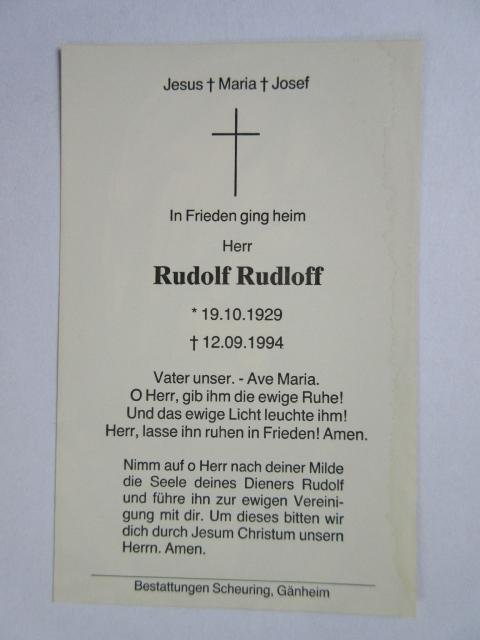 Jesus † Maria † Josef
In Frieden ging heim
Herr
Rudolf Rudloff
* 19.10.1929
† 12.09.1994
Vater unser. - Ave Maria.
O Herr, gib ihm die ewige Ruhe!
Und das ewige Licht leuchte ihm!
Herr, lasse ihn ruhen in Frieden! Amen.
Nimm auf o Herr nach deiner Milde
die Seele deines Dieners Rudolf
und führe ihn zur ewigen Vereini-
gung mit dir. Um dieses bitten wir
dich durch Jesum Christum unsern
Herrn. Amen.
Bestattungen Scheuring, Gänheim